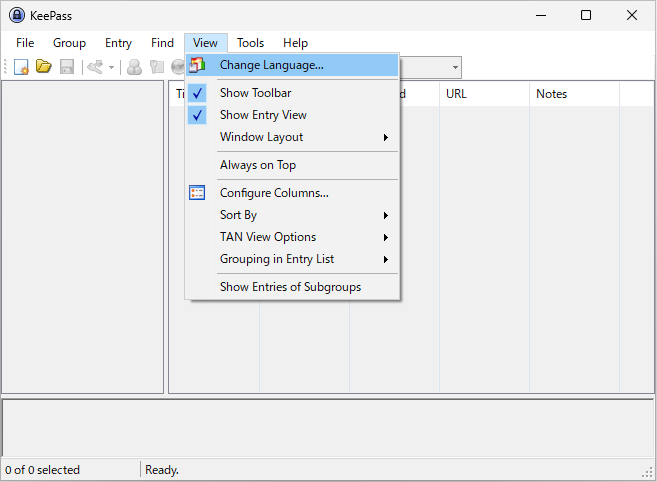 KeePass
File Group Entry Find View Tools Help
Change Language...
URL Notes
Show Toolbar
Show Entry View
Window Layout
Always on Top
Configure Columns...
Sort By
TAN View Options
Grouping in Entry List
Show Entries of Subgroups
0 of 0 selected Ready.